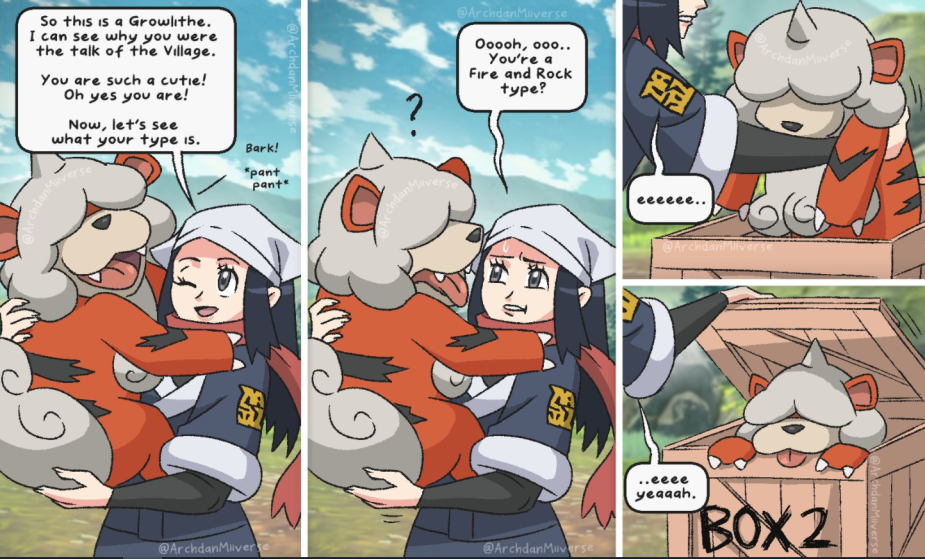 So this is a Growlithe.
I can see why you were
the talk of the Village.
You are such a cutie!
Oh yes you are!
Now, let's see
what your type is.
Bark!
*pant
pant*
@ArchdanMiiverse
@ArchdanMiiverse
@ArchdanMiiverse
@ArchdanMiiverse
Ooooh, ooo..
You're a
Fire and Rock
type?
?
@ArchdanMiiverse
@ArchdanMiiverse
@ArchdanMiiverse
eeeeee..
@ArchdanMiiverse
..eeee
yeaaah.
BOX 2
@ArchdanMiiverse